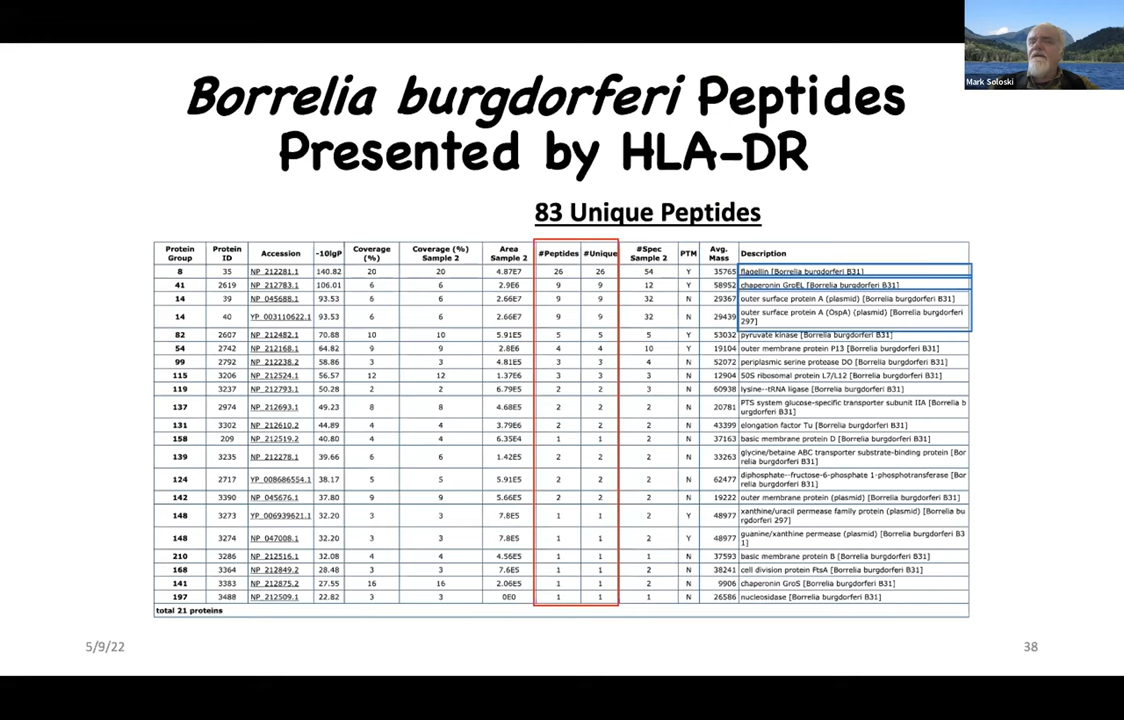 Mark Soloski
Borrelia burgdorferi Peptides
Presented by HLA-DR
83 Unique Peptides
Protein Group Protein ID Accession -10lgP Coverage (%) Coverage (%) Sample 2 Area Sample 2 #Peptides #Unique #Spec Sample 2 PTM Avg. Mass Description
8 35 NP_212281.1 140.82 20 20 4.87E7 26 26 54 Y 35765 flagellin [Borrelia burgdorferi B31]
41 2619 NP_212783.1 106.01 6 6 2.9E6 9 9 12 Y 58952 chaperonin GroEL [Borrelia burgdorferi B31]
14 39 NP_045688.1 93.53 6 6 2.66E7 9 9 32 N 29367 outer surface protein A (plasmid) [Borrelia burgdorferi B31]
14 40 YP_003110622.1 93.53 6 6 2.66E7 9 9 32 N 29439 outer surface protein A (OspA) (plasmid) [Borrelia burgdorferi
297]
82 2607 NP_212482.1 70.88 10 10 5.91E5 5 5 5 Y 53032 pyruvate kinase [Borrelia burgdorferi B31]
54 2742 NP_212168.1 64.82 9 9 2.8E6 4 4 10 Y 19104 outer membrane protein P13 [Borrelia burgdorferi B31]
99 2792 NP_212238.2 58.86 3 3 4.81E5 3 3 4 N 52072 periplasmic serine protease DO [Borrelia burgdorferi B31]
115 3206 NP_212524.1 56.57 12 12 1.37E6 3 3 3 N 12904 50S ribosomal protein L7/L12 [Borrelia burgdorferi B31]
119 3237 NP_212793.1 50.28 2 2 6.79E5 2 2 3 N 60938 lysine--tRNA ligase [Borrelia burgdorferi B31]
137 2974 NP_212693.1 49.23 8 8 4.68E5 2 2 2 N 20781 PTS system glucose-specific transporter subunit IIA [Borrelia b
urgdorferi B31]
131 3302 NP_212610.2 44.89 4 4 3.79E6 2 2 2 N 43399 elongation factor Tu [Borrelia burgdorferi B31]
158 209 NP_212519.2 40.80 4 4 6.35E4 1 1 2 N 37163 basic membrane protein D [Borrelia burgdorferi B31]
139 3235 NP_212278.1 39.66 6 6 1.42E5 2 2 2 N 33263 glycine/betaine ABC transporter substrate-binding protein [Bor
relia burgdorferi B31]
124 2717 YP_008686554.1 38.17 5 5 5.91E5 2 2 2 N 62477 diphosphate--fructose-6-phosphate 1-phosphotransferase [Bor
relia burgdorferi B31]
142 3390 NP_045676.1 37.80 9 9 5.66E5 2 2 2 N 19222 outer membrane protein (plasmid) [Borrelia burgdorferi B31]
148 3273 YP_006939621.1 32.20 3 3 7.8E5 1 1 2 Y 48977 xanthine/uracil permease family protein (plasmid) [Borrelia bu
rgdorferi 297]
148 3274 NP_047008.1 32.20 3 3 7.8E5 1 1 2 Y 48977 guanine/xanthine permease (plasmid) [Borrelia burgdorferi B3
1]
210 3286 NP_212516.1 32.08 4 4 4.56E5 1 1 1 N 37593 basic membrane protein B [Borrelia burgdorferi B31]
168 3364 NP_212849.2 28.48 3 3 7.6E5 1 1 2 N 38241 cell division protein FtsA [Borrelia burgdorferi B31]
141 3383 NP_212875.2 27.55 16 16 2.06E5 1 1 2 N 9906 chaperonin GroS [Borrelia burgdorferi B31]
197 3488 NP_212509.1 22.82 3 3 0E0 1 1 1 N 26586 nucleosidase [Borrelia burgdorferi B31]
total 21 proteins
5/9/22
38